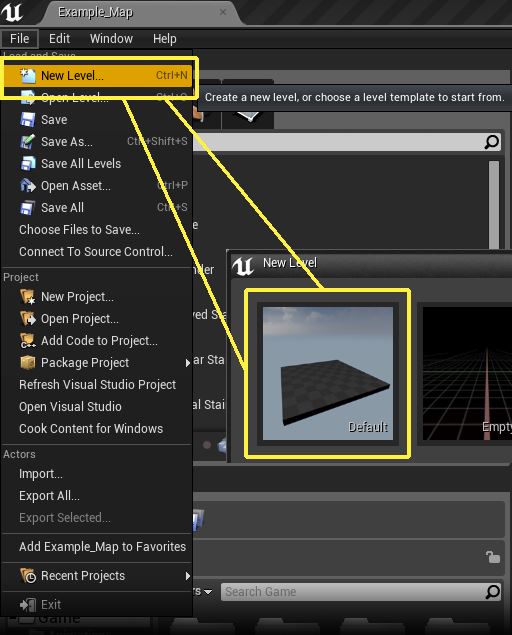 Example_Map
File Edit Window Help
Load and Save
New Level... Ctrl+N
Create a new level, or choose a level template to start from.
Open Level...
Save
Save As... Ctrl+Shift+S
Save All Levels
Open Asset... Ctrl+P
Save All Ctrl+S
Choose Files to Save...
Connect To Source Control...
New Level
Default
Project
New Project...
Open Project...
Add Code to Project...
Package Project
Refresh Visual Studio Project
Open Visual Studio
Cook Content for Windows
Actors
Import...
Export All...
Export Selected...
Add Example_Map to Favorites
Recent Projects
Search Game
Exit
Game